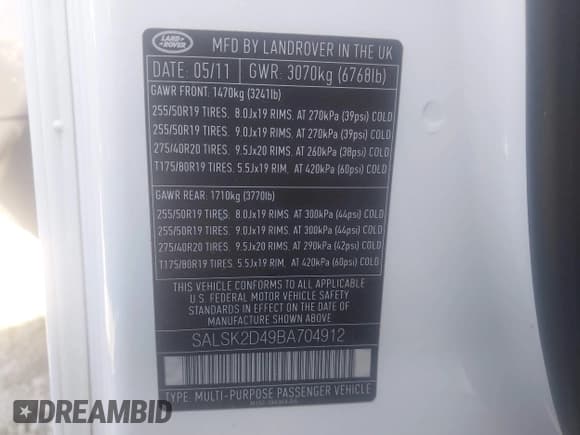 LAND ROVER
MFD BY LANDROVER IN THE UK
DATE: 05/11 GWR: 3070kg (6768lb)
GAWR FRONT: 1470kg (3241lb)
255/50R19 TIRES, 8.0Jx19 RIMS, AT 270kPa (39psi) COLD
255/50R19 TIRES, 9.0Jx19 RIMS, AT 270kPa (39psi) COLD
275/40R20 TIRES, 9.5Jx20 RIMS, AT 260kPa (38psi) COLD
T175/80R19 TIRES, 5.5Jx19 RIM, AT 420kPa (60psi) COLD
GAWR REAR: 1710kg (3770lb)
255/50R19 TIRES, 8.0Jx19 RIMS, AT 300kPa (44psi) COLD
255/50R19 TIRES, 9.0Jx19 RIMS, AT 300kPa (44psi) COLD
275/40R20 TIRES, 9.5Jx20 RIMS, AT 290kPa (42psi) COLD
T175/80R19 TIRES, 5.5Jx19 RIM, AT 420kPa (60psi) COLD
THIS VEHICLE CONFORMS TO ALL APPLICABLE
U.S. FEDERAL MOTOR VEHICLE SAFETY
STANDARDS IN EFFECT ON THE DATE OF
MANUFACTURE SHOWN ABOVE
SALSK2D49BA704912
TYPE: MULTI-PURPOSE PASSENGER VEHICLE
DREAMBID